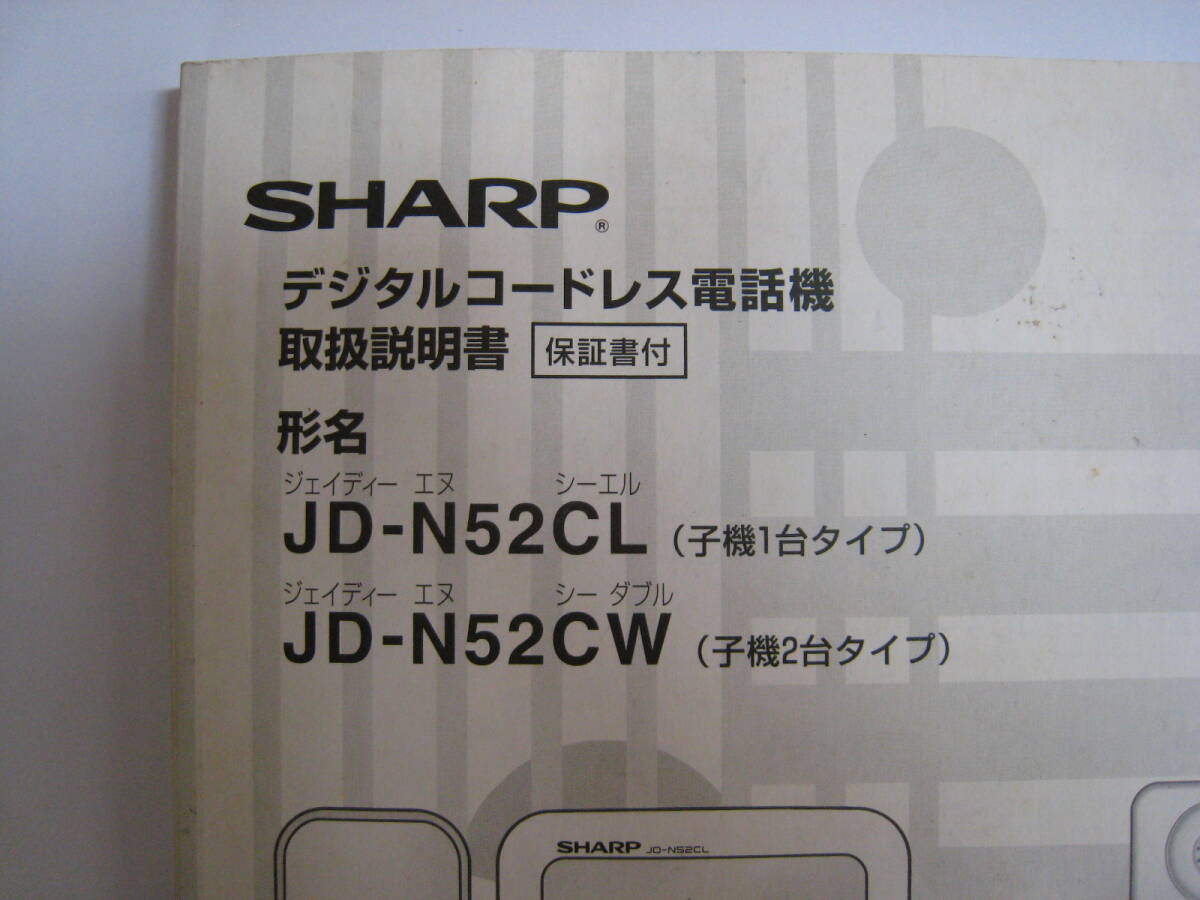 SHARP®
デジタルコードレス電話機
取扱説明書 保証書付
形名
ジェイディー エヌ シーエル
JD-N52CL（子機1台タイプ）
ジェイディー エヌ シー ダブル
JD-N52CW（子機2台タイプ）
SHARP JD-N52CL